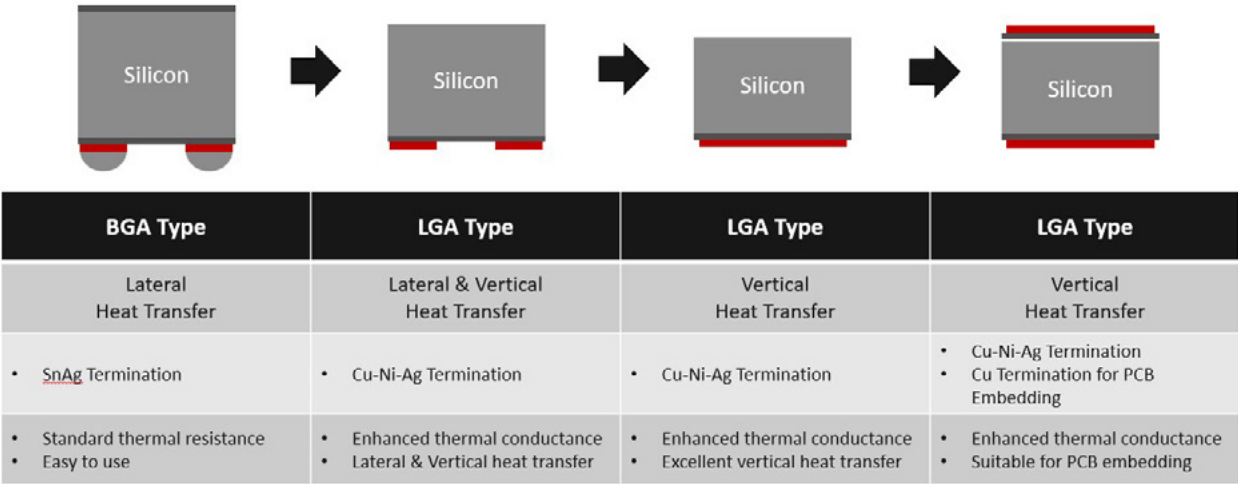 Silicon
Silicon
Silicon
Silicon
BGA Type
LGA Type
LGA Type
LGA Type
Lateral
Heat Transfer
Lateral & Vertical
Heat Transfer
Vertical
Heat Transfer
Vertical
Heat Transfer
• SnAg Termination
• Cu-Ni-Ag Termination
• Cu-Ni-Ag Termination
• Cu-Ni-Ag Termination
• Cu Termination for PCB
Embedding
• Standard thermal resistance
• Easy to use
• Enhanced thermal conductance
• Lateral & Vertical heat transfer
• Enhanced thermal conductance
• Excellent vertical heat transfer
• Enhanced thermal conductance
• Suitable for PCB embedding